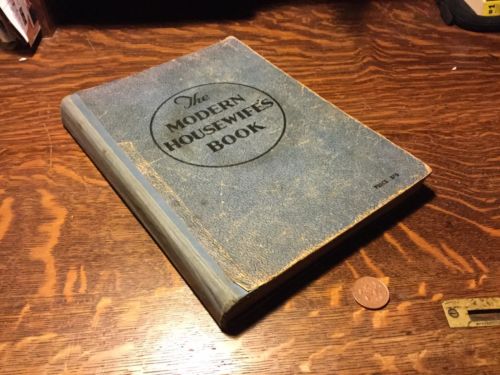 The
MODERN
HOUSEWIFE'S
BOOK